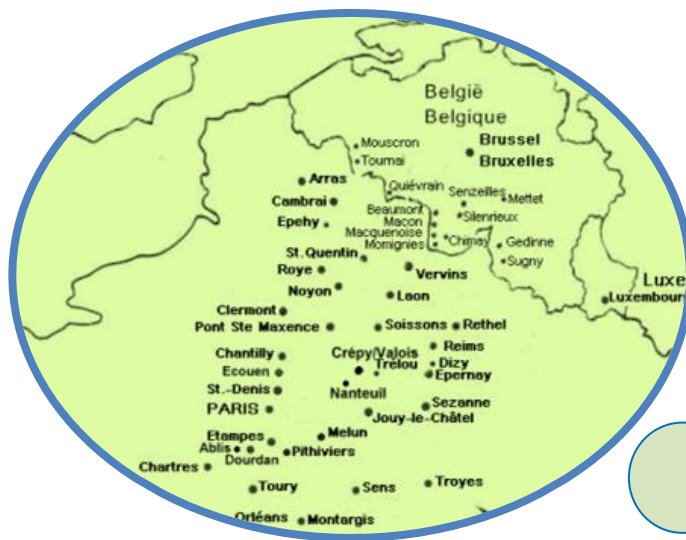 België
Belgique
Brussel
Bruxelles
Mouscron
Tournai
Arras
Quiévrain
Cambrai
Senzeilles
Mettet
Beaumont
Silenrieux
Epehy
Macon
Macquenoise
Chimay
Momignies
Gedinne
St.Quentin
Sugny
Roye
Vervins
Luxe
Noyon
Laon
Luxembour
Clermont
Pont Ste Maxence
Soissons
Rethel
Reims
Chantilly
Crépy/Valois
Dizy
Ecouen
Trélou
Epernay
St.-Denis
Nanteuil
PARIS
Sezanne
Jouy-le-Châtel
Etampes
Melun
Ablis
Pithiviers
Dourdan
Chartres
Toury
Sens
Troyes
Orléans
Montargis